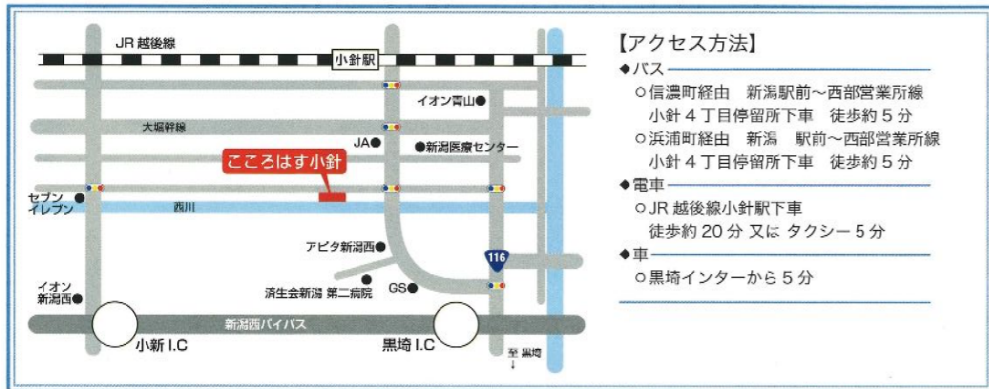 JR 越後線
小針駅
イオン青山
大堀幹線
JA
新潟医療センター
こころはす小針
セブン
イレブン
西川
アピタ新潟西
116
イオン
新潟西
済生会新潟 第二病院
GS
新潟西バイパス
小新 I.C
黒埼 I.C
至 黒埼
↓
【アクセス方法】
◆バス
○信濃町経由 新潟駅前〜西部営業所線
小針 4 丁目停留所下車 徒歩約 5 分
○浜浦町経由 新潟 駅前〜西部営業所線
小針 4 丁目停留所下車 徒歩約 5 分
◆電車
○JR 越後線小針駅下車
徒歩約 20 分 又は タクシー 5 分
◆車
○黒埼インターから 5 分